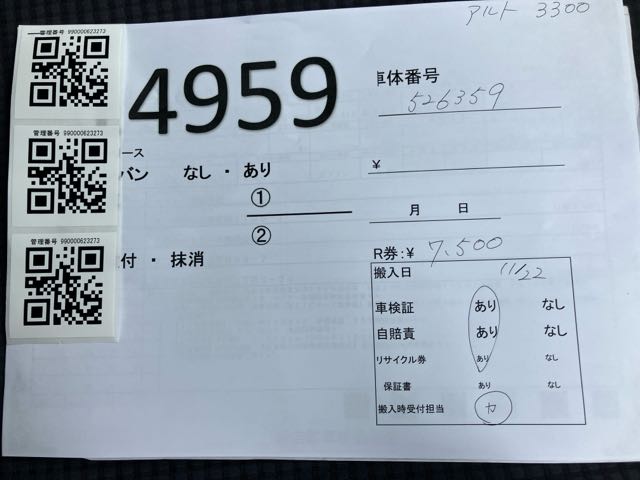 アルト 3300
管理番号 990000623273
4959
車体番号
526359
管理番号 990000623273
ース
バン なし ・ あり
¥
①
月 日
②
管理番号 990000623273
付 ・ 抹消
R券:¥ 7,500
搬入日 11/22
車検証 あり なし
自賠責 あり なし
リサイクル券 あり なし
保証書 あり なし
搬入時受付担当 カ